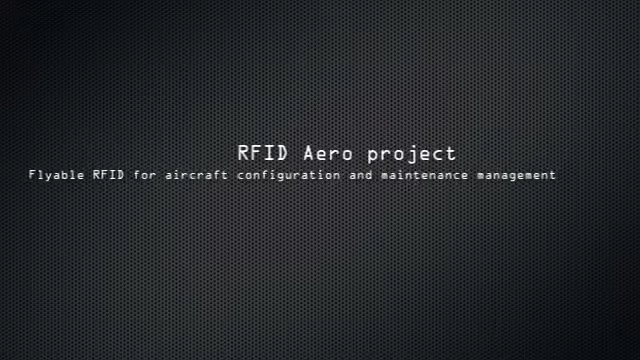 RFID Aero project
Flyable RFID for aircraft configuration and maintenance management